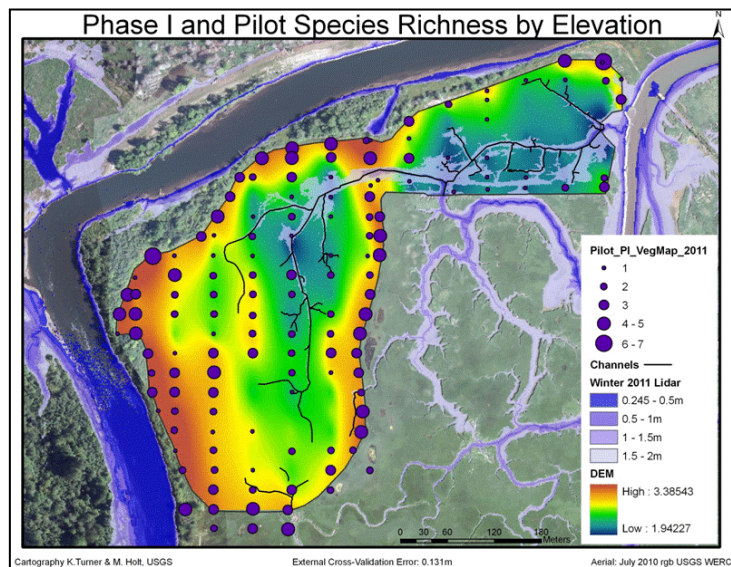 Phase I and Pilot Species Richness by Elevation
N
Pilot_PI_VegMap_2011
1
2
3
4 - 5
6 - 7
Channels
Winter 2011 Lidar
0.245 - 0.5m
0.5 - 1m
1 - 1.5m
1.5 - 2m
DEM
High : 3.38543
Low : 1.94227
0 30 60 120 180
Meters
Cartography K.Turner & M. Holt, USGS External Cross-Validation Error: 0.131m Aerial: July 2010 rgb USGS WERC